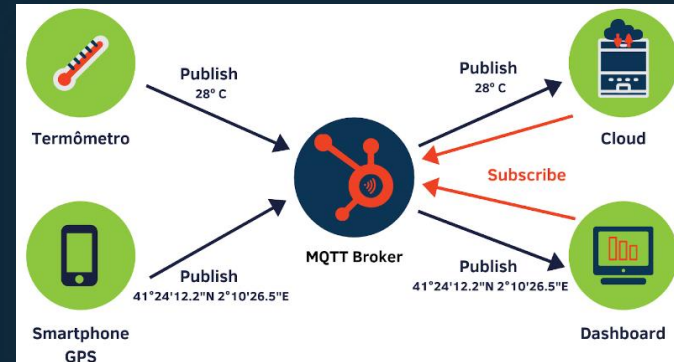 Publish
28° C
Termômetro
Publish
28° C
Cloud
Subscribe
MQTT Broker
Publish
41°24'12.2"N 2°10'26.5"E
Smartphone
GPS
Publish
41°24'12.2"N 2°10'26.5"E
Dashboard